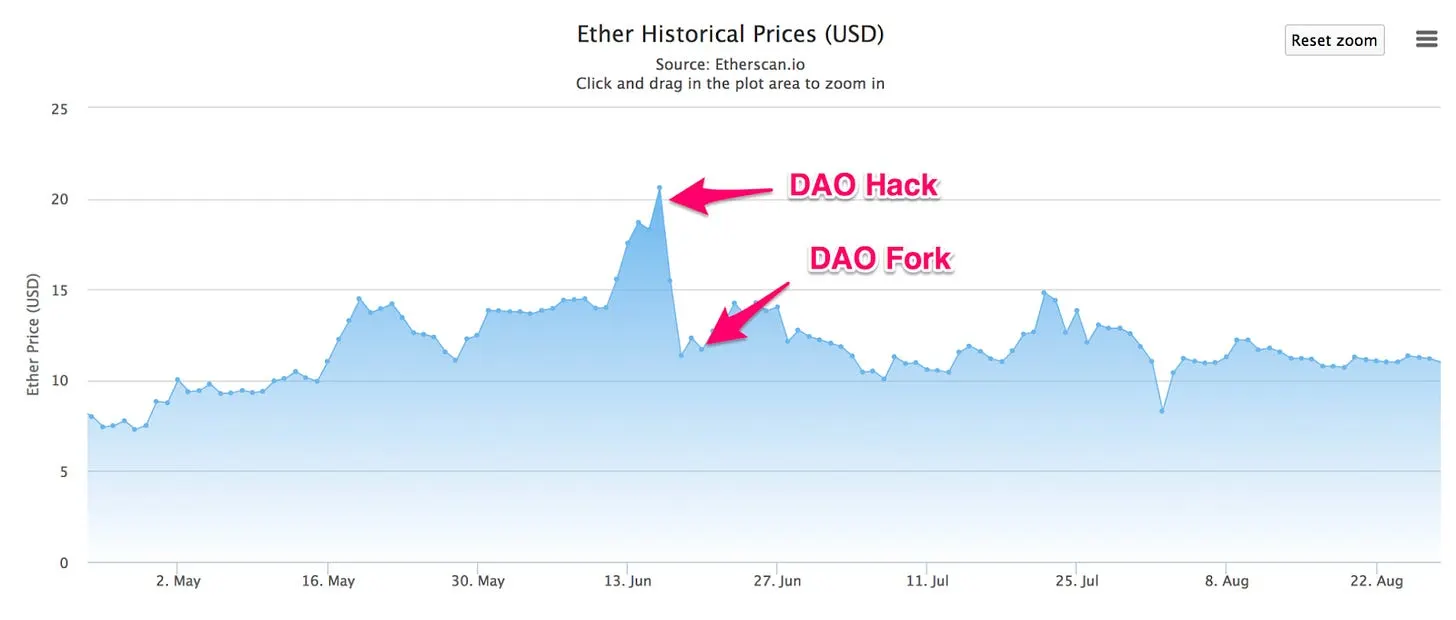 Ether Historical Prices (USD)
Source: Etherscan.io
Click and drag in the plot area to zoom in
Reset zoom
25
20
15
10
5
0
Ether Price (USD)
DAO Hack
DAO Fork
2. May
16. May
30. May
13. Jun
27. Jun
11. Jul
25. Jul
8. Aug
22. Aug